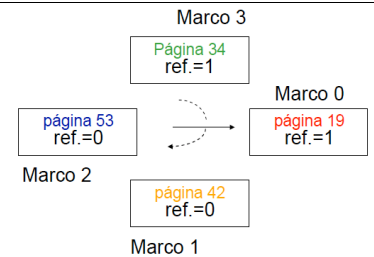 Marco 3
Página 34
ref.=1
Marco 0
página 53
ref.=0
página 19
ref.=1
Marco 2
página 42
ref.=0
Marco 1